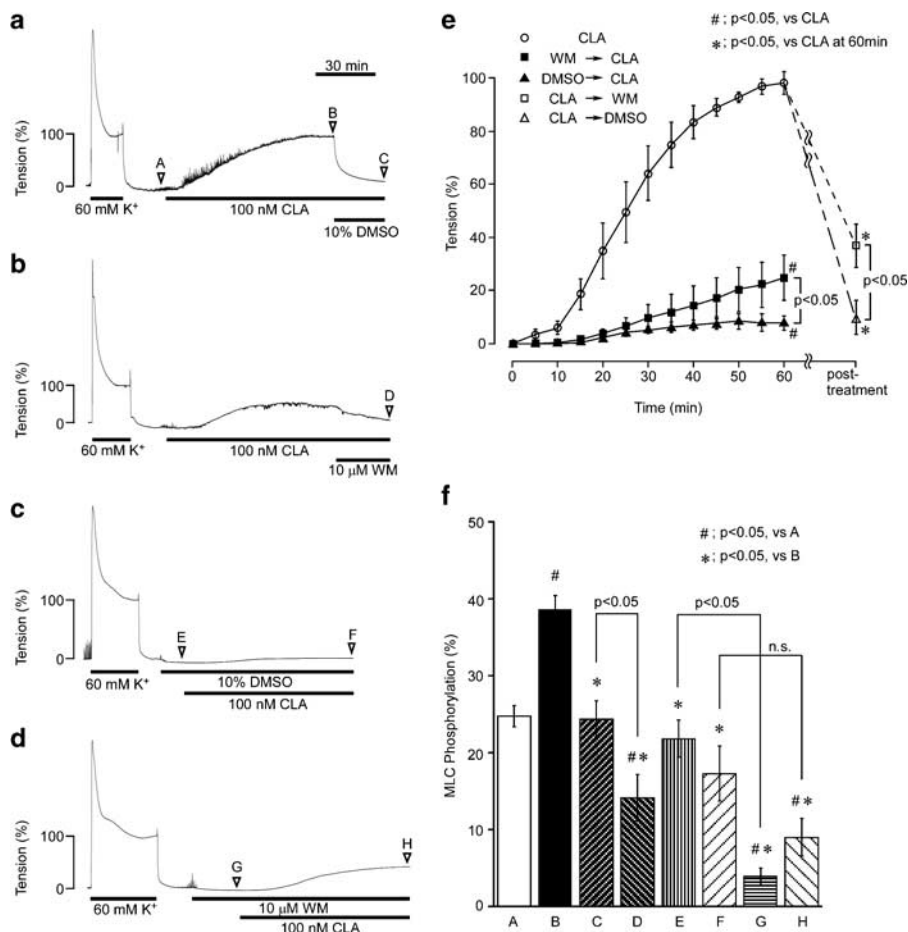 a
30 min
100
0
Tension (%)
A
B
C
60 mM K+
100 nM CLA
10% DMSO
b
100
0
Tension (%)
D
60 mM K+
100 nM CLA
10 μM WM
c
100
0
Tension (%)
E
F
60 mM K+
10% DMSO
100 nM CLA
d
100
0
Tension (%)
G
H
60 mM K+
10 μM WM
100 nM CLA
e
# ; p<0.05, vs CLA
* ; p<0.05, vs CLA at 60min
CLA
WM → CLA
DMSO → CLA
CLA → WM
CLA → DMSO
100
80
60
40
20
0
Tension (%)
#
#
p<0.05
*
*
p<0.05
0 10 20 30 40 50 60 post-
treatment
Time (min)
f
# ; p<0.05, vs A
* ; p<0.05, vs B
50
40
30
20
10
0
MLC Phosphorylation (%)
p<0.05
p<0.05
n.s.
#
*
#*
*
*
#*
#*
A B C D E F G H